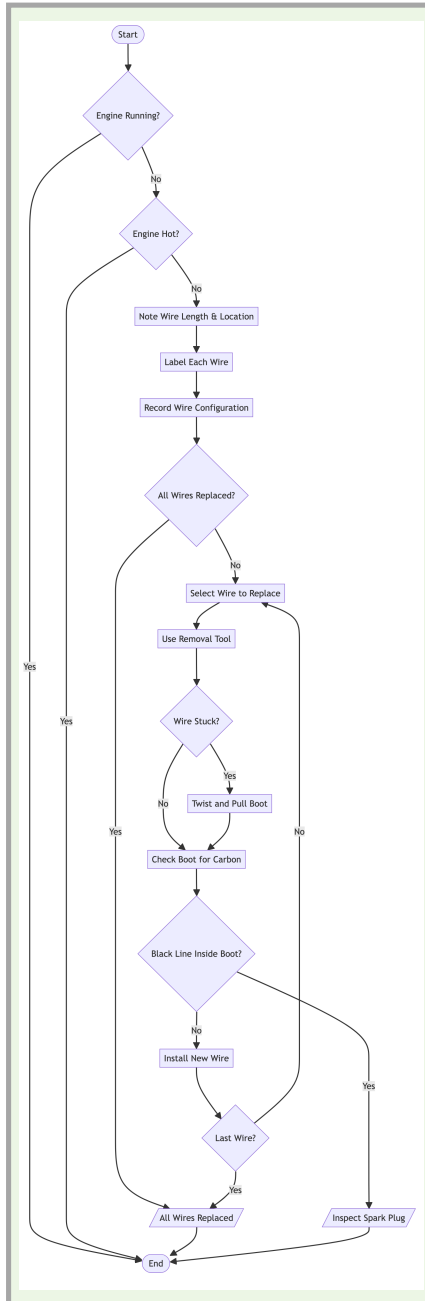 Start
Engine Running?
No
Engine Hot?
No
Note Wire Length & Location
Label Each Wire
Record Wire Configuration
All Wires Replaced?
No
Select Wire to Replace
Use Removal Tool
Yes
Wire Stuck?
Yes
Yes
No
Twist and Pull Boot
Yes
No
Check Boot for Carbon
Black Line Inside Boot?
No
Install New Wire
Yes
Last Wire?
Yes
All Wires Replaced
Inspect Spark Plug
End